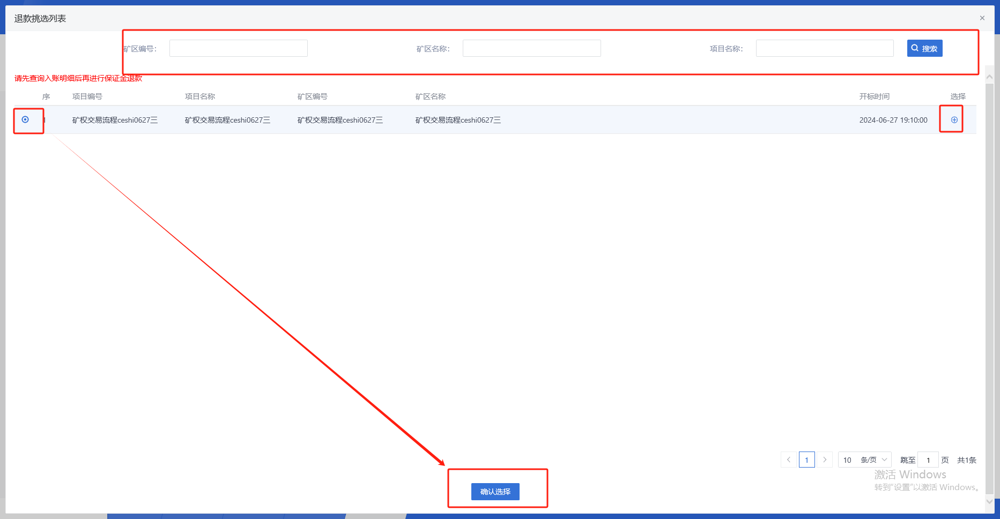 退款挑选列表
矿区编号： 矿区名称： 项目名称： 搜索
请先查询入账明细后再进行保证金退款
序 项目编号 项目名称 矿区编号 矿区名称 开标时间 选择
1 矿权交易流程ceshi0627三 矿权交易流程ceshi0627三 矿权交易流程ceshi0627三 矿权交易流程ceshi0627三 2024-06-27 19:10:00
1 10 条/页 跳至 1 页 共1条
激活 Windows
转到“设置”以激活 Windows。
确认选择